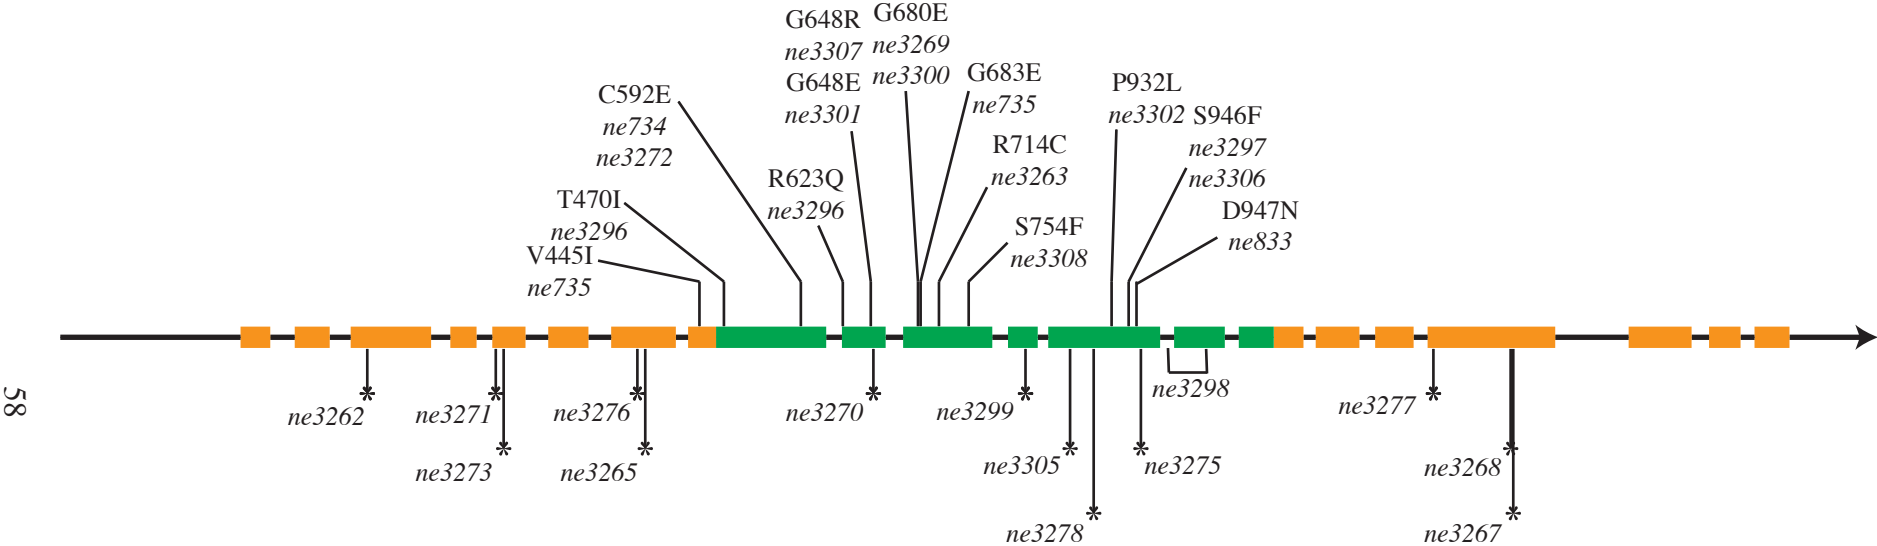 G648R
ne3307
G648E
ne3301
G680E
ne3269
ne3300
G683E
ne735
C592E
ne734
ne3272
P932L
ne3302
S946F
ne3297
ne3306
R714C
ne3263
R623Q
ne3296
T470I
ne3296
D947N
ne833
S754F
ne3308
V445I
ne735
58
ne3262
ne3271
ne3273
ne3276
ne3265
ne3270
ne3299
ne3305
ne3278
ne3275
ne3298
ne3277
ne3268
ne3267